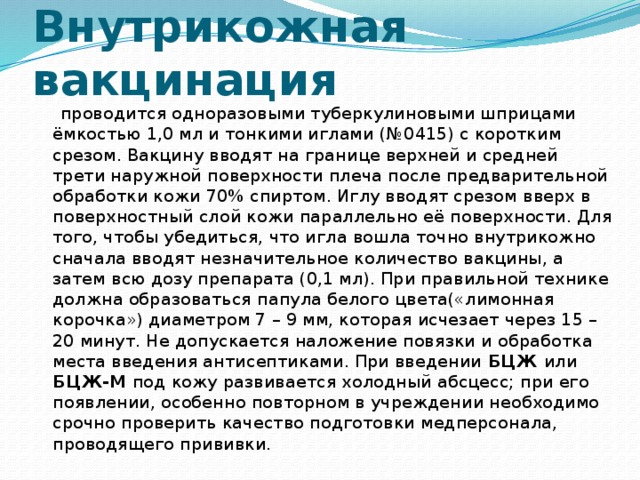 Внутрикожная
вакцинация
проводится одноразовыми туберкулиновыми шприцами
ёмкостью 1,0 мл и тонкими иглами (№0415) с коротким
срезом. Вакцину вводят на границе верхней и средней
трети наружной поверхности плеча после предварительной
обработки кожи 70% спиртом. Иглу вводят срезом вверх в
поверхностный слой кожи параллельно её поверхности. Для
того, чтобы убедиться, что игла вошла точно внутрикожно
сначала вводят незначительное количество вакцины, а
затем всю дозу препарата (0,1 мл). При правильной технике
должна образоваться папула белого цвета(«лимонная
корочка») диаметром 7 – 9 мм, которая исчезает через 15 –
20 минут. Не допускается наложение повязки и обработка
места введения антисептиками. При введении БЦЖ или
БЦЖ-М под кожу развивается холодный абсцесс; при его
появлении, особенно повторном в учреждении необходимо
срочно проверить качество подготовки медперсонала,
проводящего прививки.